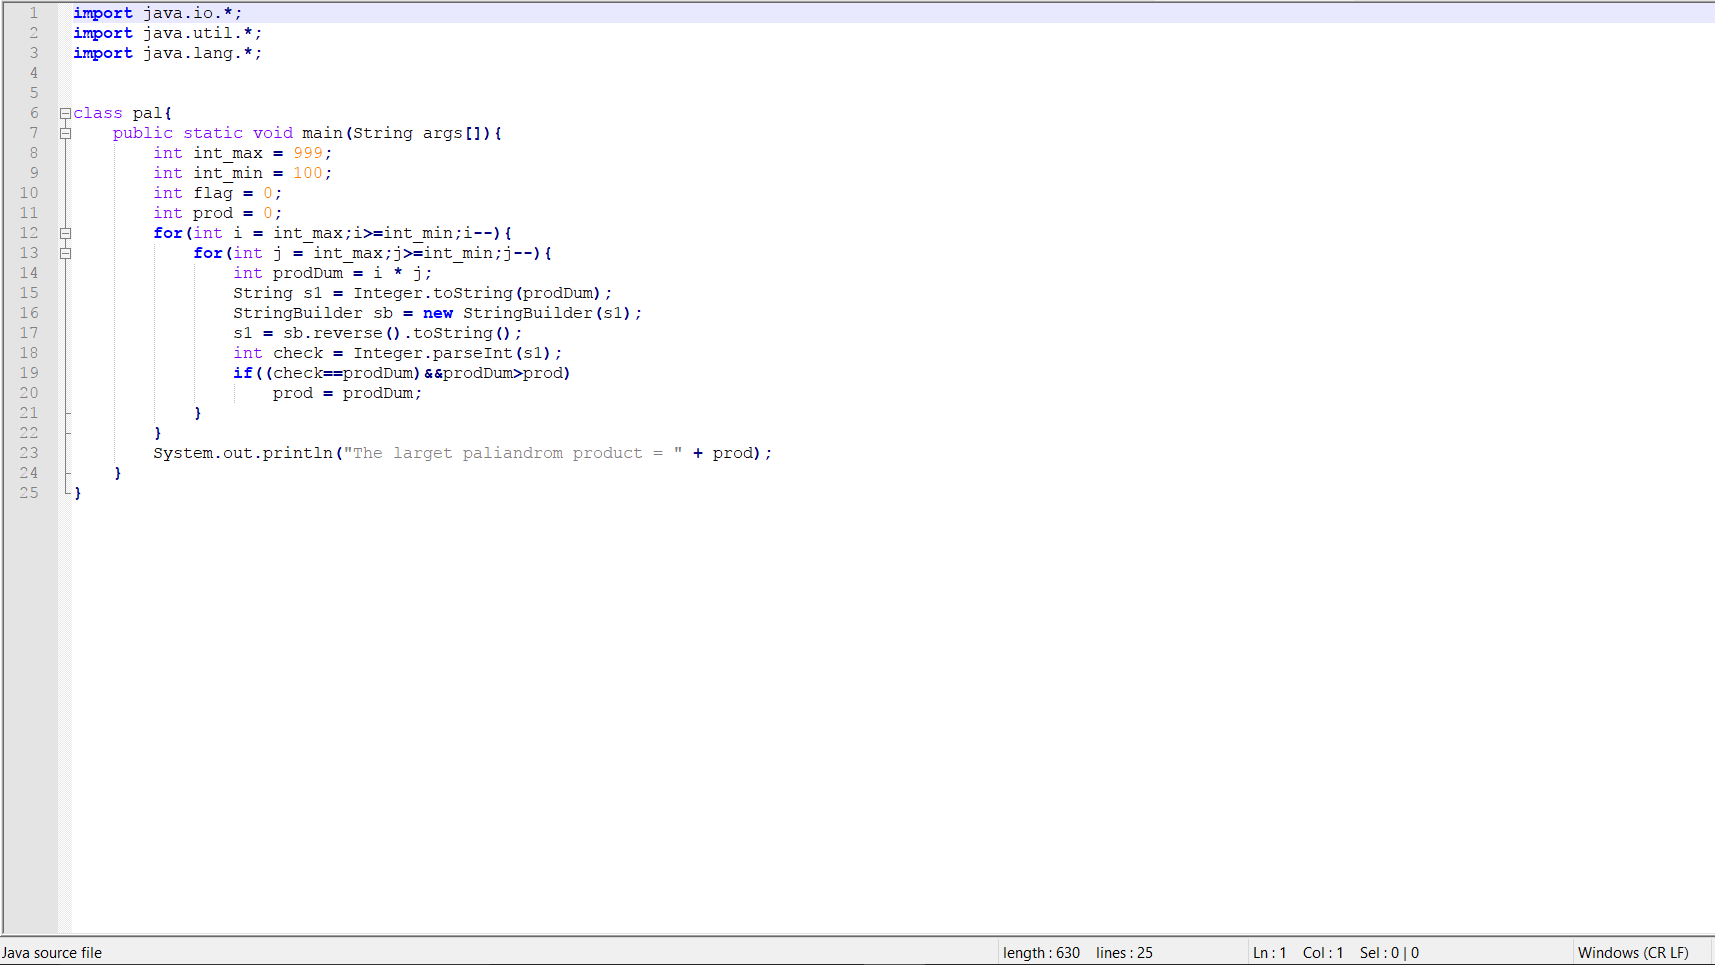 1 import java.io.*;
2 import java.util.*;
3 import java.lang.*;
4
5
6 class pal{
7 public static void main(String args[]){
8 int int_max = 999;
9 int int_min = 100;
10 int flag = 0;
11 int prod = 0;
12 for(int i = int_max;i>=int_min;i--){
13 for(int j = int_max;j>=int_min;j--){
14 int prodDum = i * j;
15 String s1 = Integer.toString(prodDum);
16 StringBuilder sb = new StringBuilder(s1);
17 s1 = sb.reverse().toString();
18 int check = Integer.parseInt(s1);
19 if((check==prodDum)&&prodDum>prod)
20 prod = prodDum;
21 }
22 }
23 System.out.println("The larget paliandrom product = " + prod);
24 }
25 }
Java source file length : 630 lines : 25 Ln : 1 Col : 1 Sel : 0 | 0 Windows (CR LF)